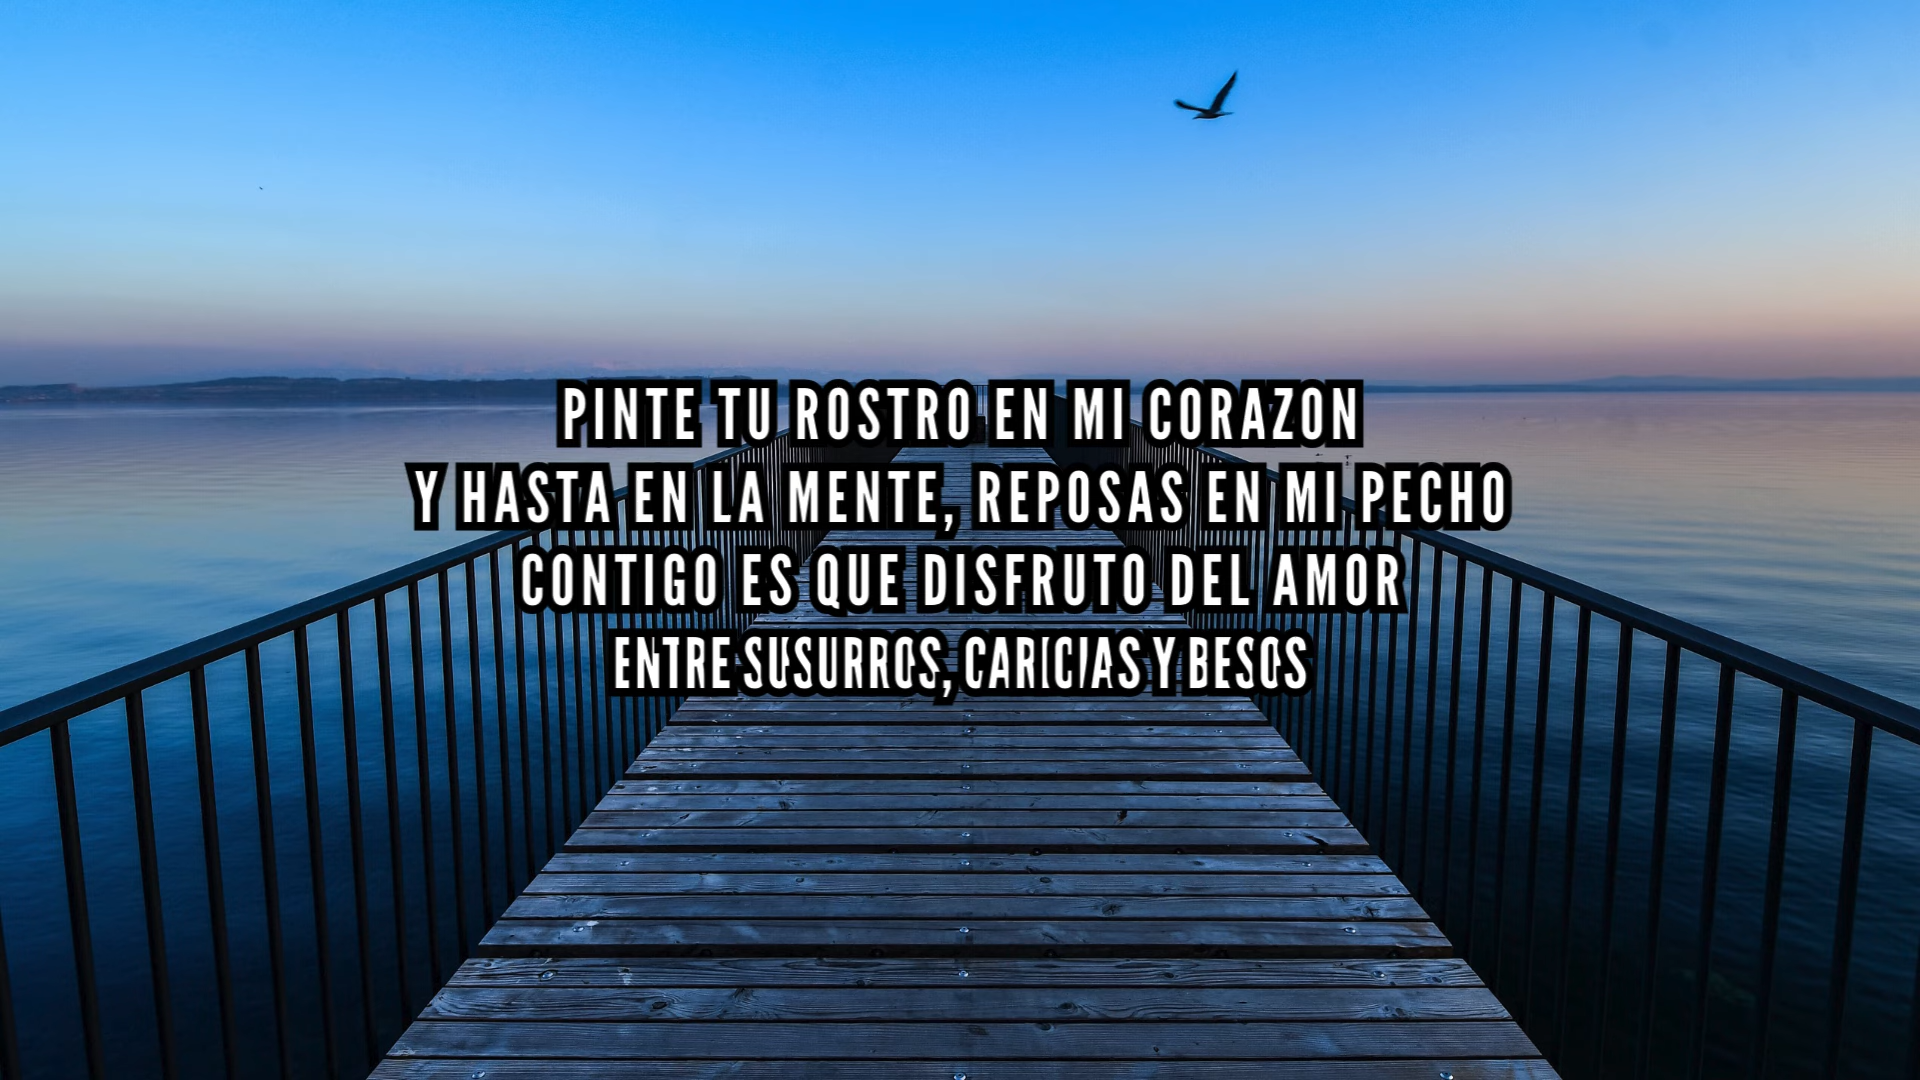 PINTE TU ROSTRO EN MI CORAZON
Y HASTA EN LA MENTE, REPOSAS EN MI PECHO
CONTIGO ES QUE DISFRUTO DEL AMOR
ENTRE SUSURROS, CARICIAS Y BESOS